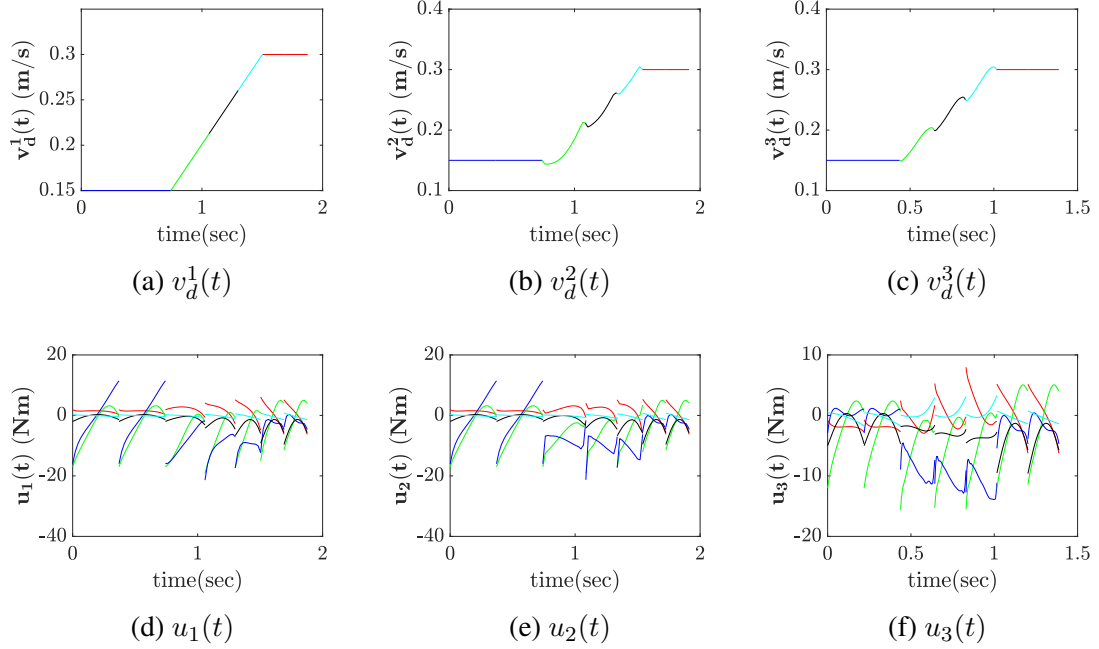 0.3
0.25
0.2
0.15
v_d^1(t) (m/s)
0 1 2
time(sec)
(a) v_d^1(t)
0.4
0.3
0.2
0.1
v_d^2(t) (m/s)
0 1 2
time(sec)
(b) v_d^2(t)
0.4
0.3
0.2
0.1
v_d^3(t) (m/s)
0 0.5 1 1.5
time(sec)
(c) v_d^3(t)
20
0
-20
-40
u_1(t) (Nm)
0 1 2
time(sec)
(d) u_1(t)
20
0
-20
-40
u_2(t) (Nm)
0 1 2
time(sec)
(e) u_2(t)
10
0
-10
-20
u_3(t) (Nm)
0 0.5 1 1.5
time(sec)
(f) u_3(t)